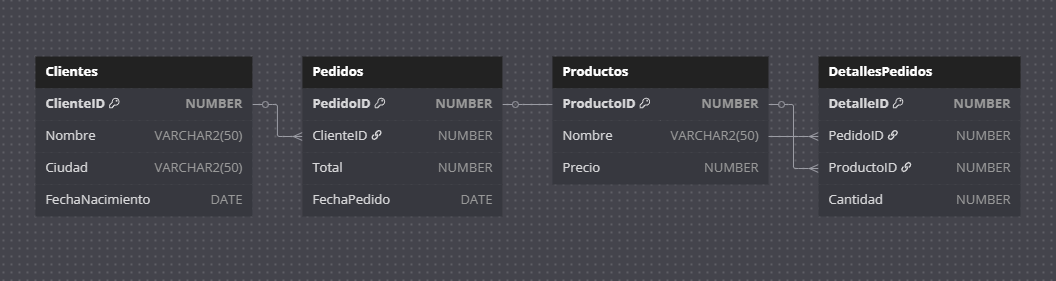 Clientes
ClienteID NUMBER
Nombre VARCHAR2(50)
Ciudad VARCHAR2(50)
FechaNacimiento DATE
Pedidos
PedidoID NUMBER
ClienteID NUMBER
Total NUMBER
FechaPedido DATE
Productos
ProductoID NUMBER
Nombre VARCHAR2(50)
Precio NUMBER
DetallesPedidos
DetalleID NUMBER
PedidoID NUMBER
ProductoID NUMBER
Cantidad NUMBER